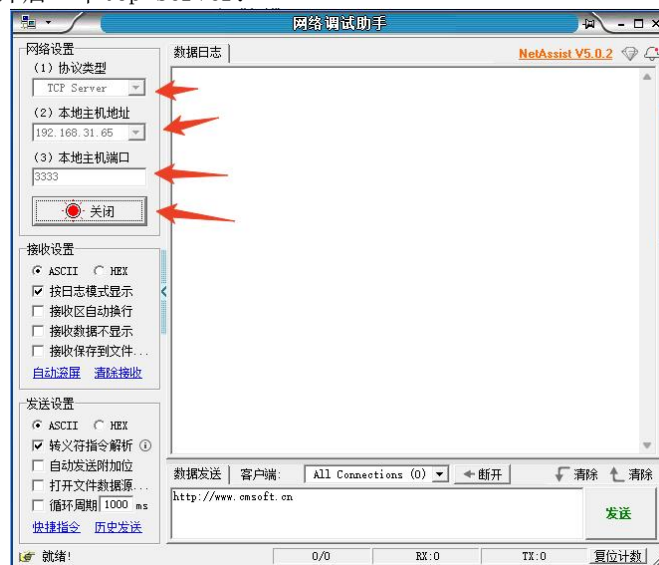 网络调试助手
网络设置
(1) 协议类型
TCP Server
(2) 本地主机地址
192.168.31.65
(3) 本地主机端口
3333
关闭
接收设置
ASCII HEX
按日志模式显示
接收区自动换行
接收数据不显示
接收保存到文件...
自动滚屏 清除接收
发送设置
ASCII HEX
转义符指令解析
自动发送附加位
打开文件数据源...
循环周期 1000 ms
快捷指令 历史发送
数据日志
NetAssist V5.0.2
数据发送 客户端: All Connections (0) 断开 清除 清除
http://www.cmsoft.cn
发送
就绪! 0/0 RX:0 TX:0 复位计数